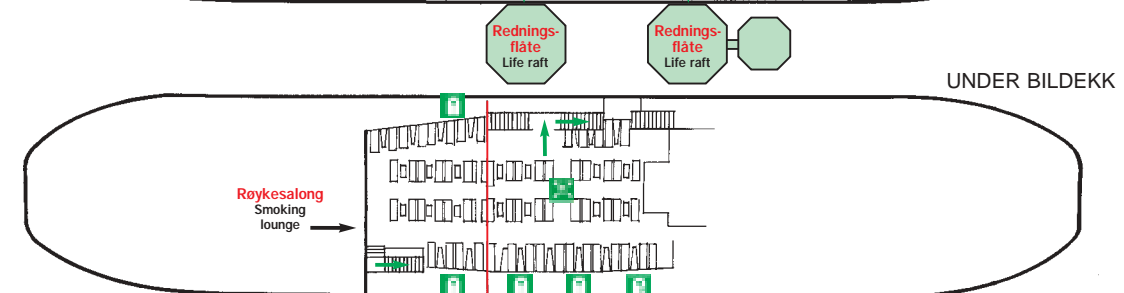 Rednings-
flåte
Life raft
Rednings-
flåte
Life raft
UNDER BILDEKK
Røykesalong
Smoking
lounge